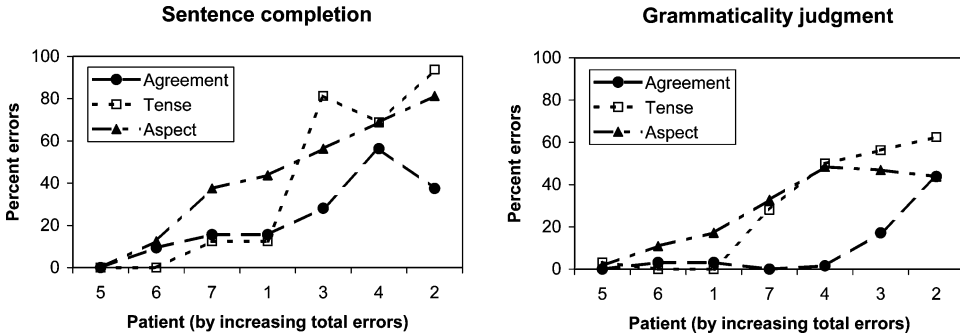 Sentence completion
Percent errors
100
80
60
40
20
0
Agreement
Tense
Aspect
5 6 7 1 3 4 2
Patient (by increasing total errors)
Grammaticality judgment
Percent errors
100
80
60
40
20
0
Agreement
Tense
Aspect
5 6 1 7 4 3 2
Patient (by increasing total errors)